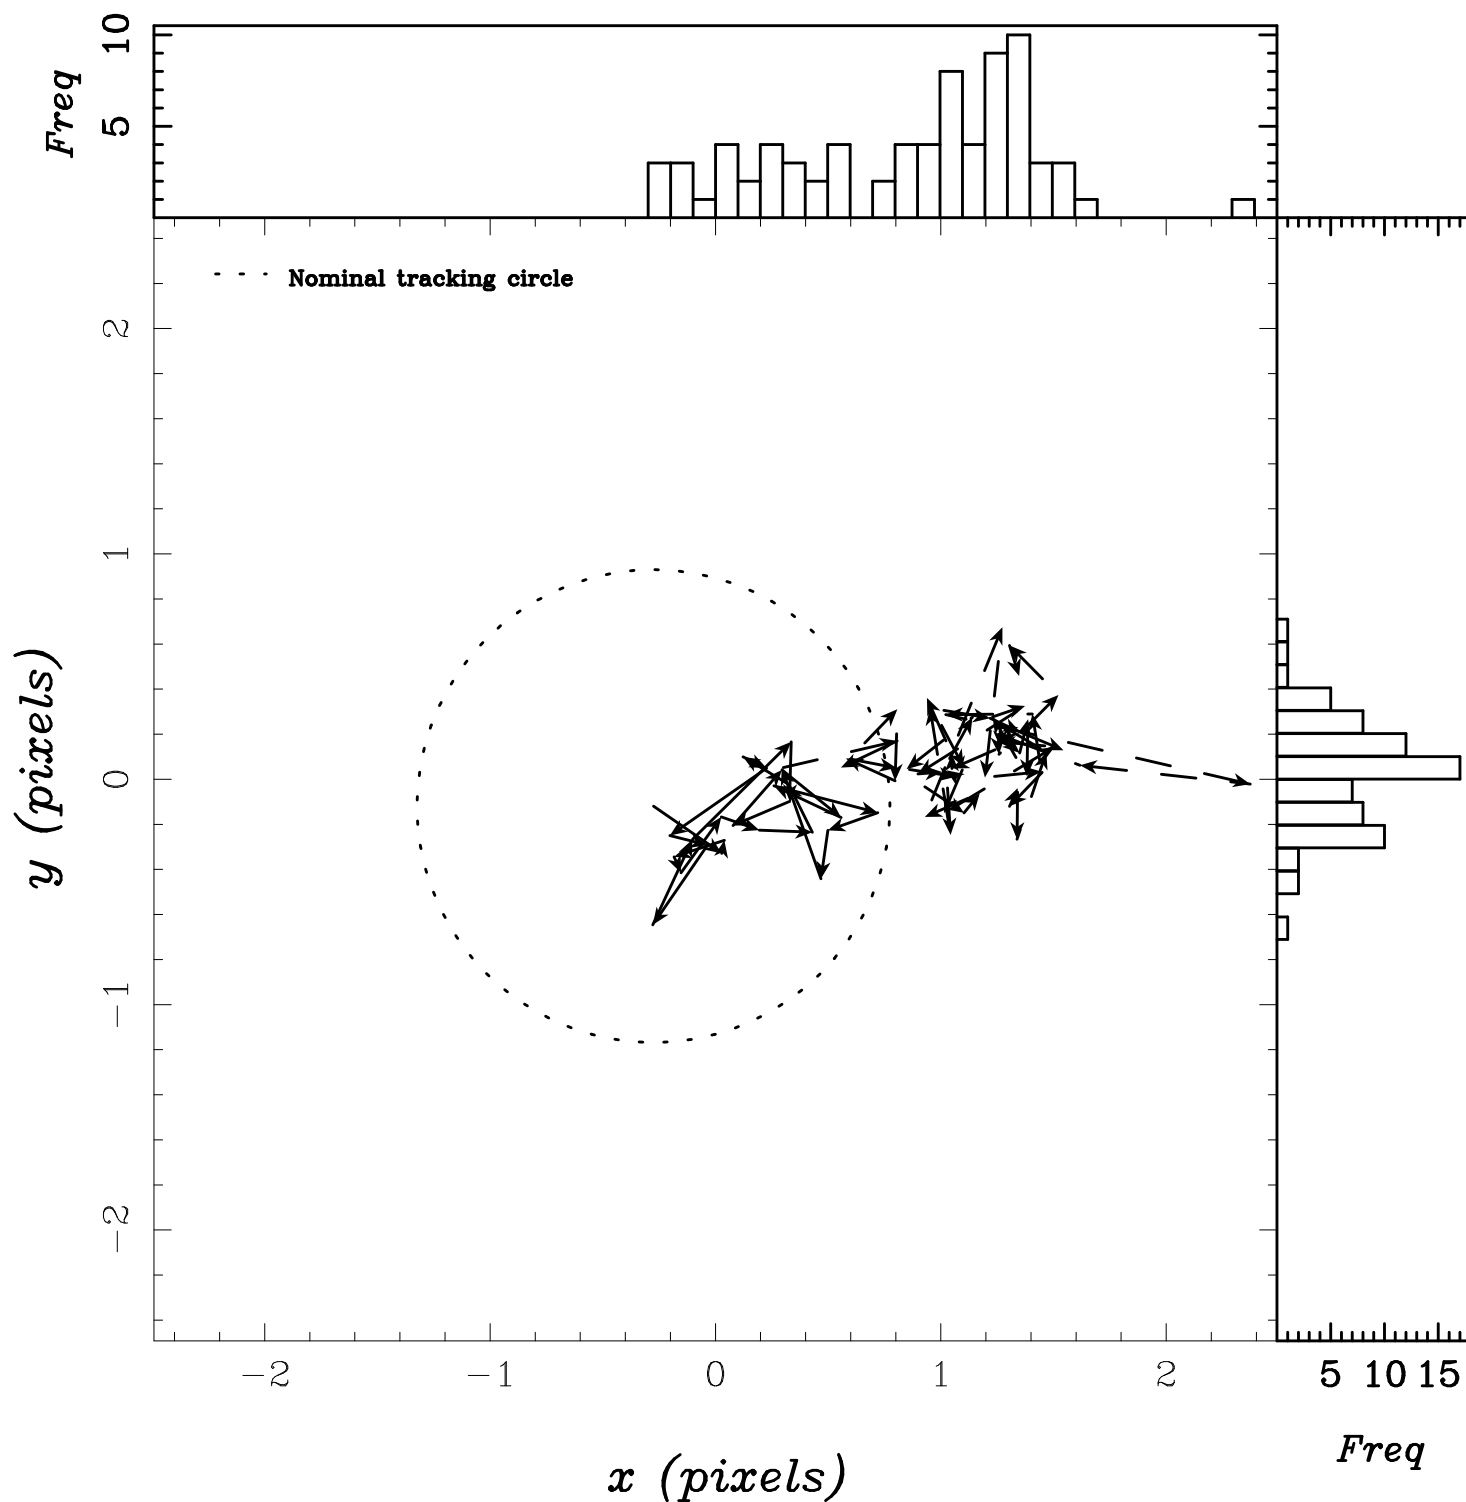 10
5
Freq
Nominal tracking circle
2
1
0
−1
−2
y (pixels)
−2 −1 0 1 2
5 10 15
x (pixels)
Freq